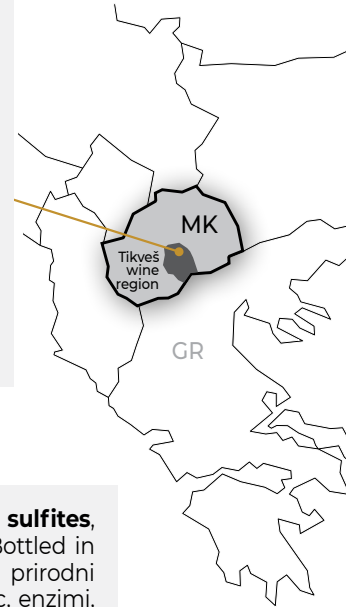 MK
Tikveš
wine
region
GR
sulfites,
Bottled in
prirodni
enzimi,